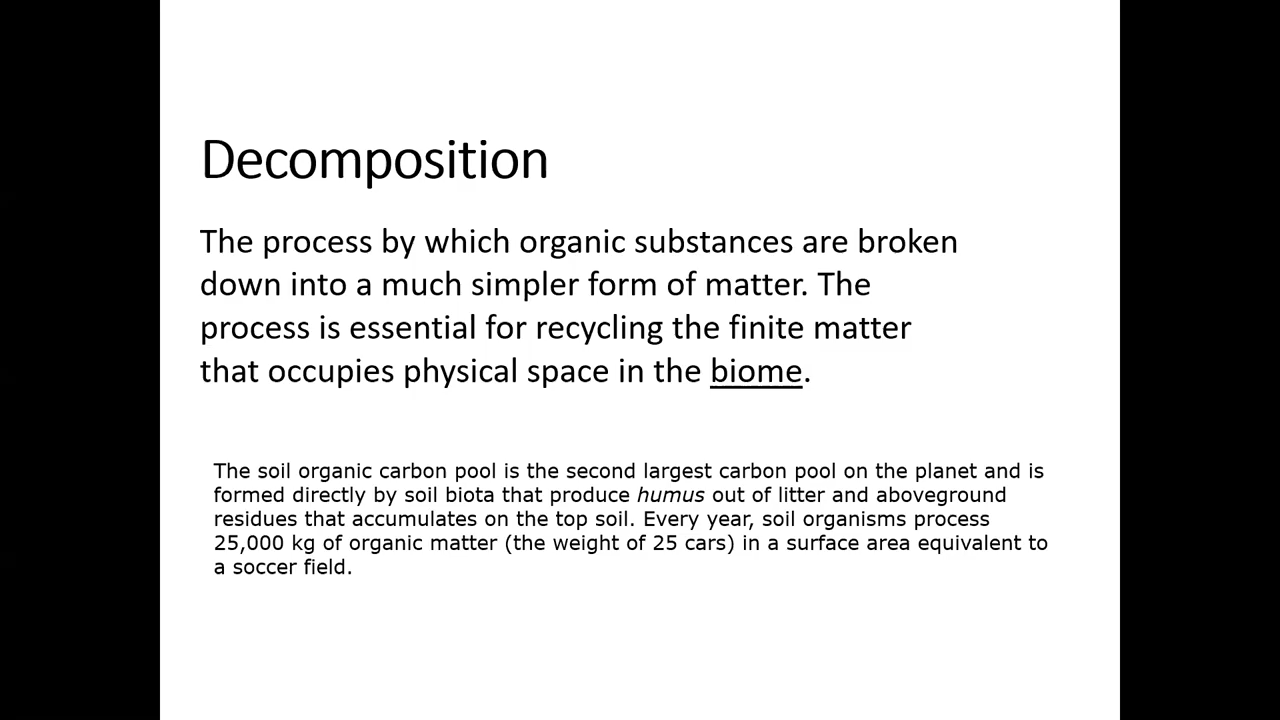 Decomposition
The process by which organic substances are broken
down into a much simpler form of matter. The
process is essential for recycling the finite matter
that occupies physical space in the biome.
The soil organic carbon pool is the second largest carbon pool on the planet and is
formed directly by soil biota that produce humus out of litter and aboveground
residues that accumulates on the top soil. Every year, soil organisms process
25,000 kg of organic matter (the weight of 25 cars) in a surface area equivalent to
a soccer field.